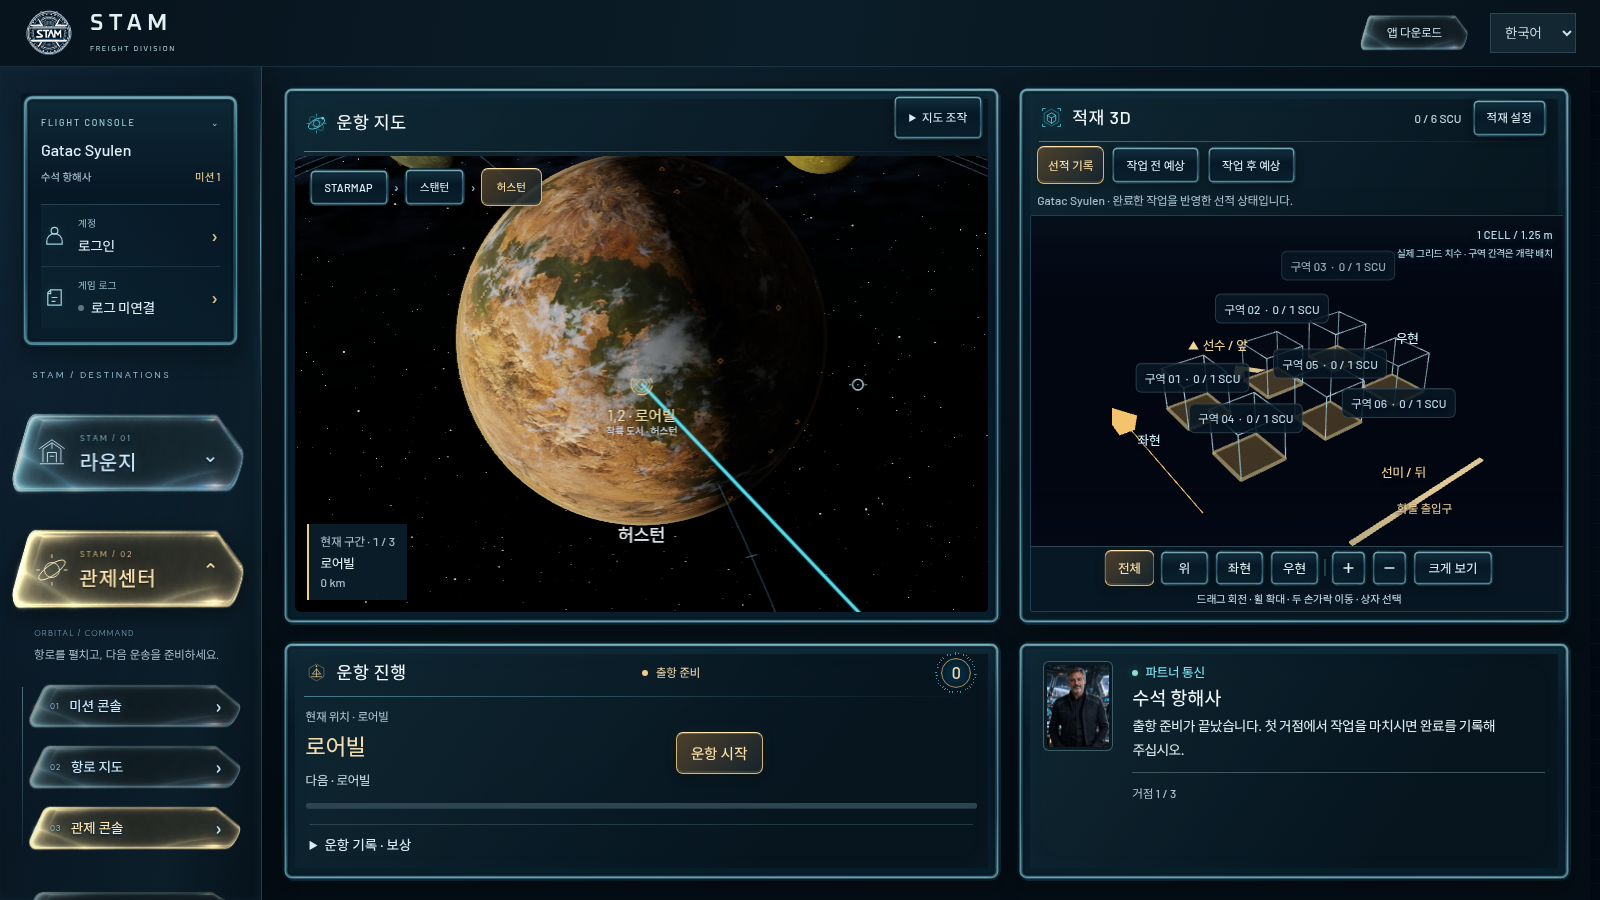 STAM
STAM
FREIGHT DIVISION
앱 다운로드
한국어
FLIGHT CONSOLE
Gatac Syulen
수석 항해사
미션 1
계정
로그인
게임 로그
로그 미연결
STAM / DESTINATIONS
STAM / 01
라운지
STAM / 02
관제센터
ORBITAL / COMMAND
항로를 펼치고, 다음 운송을 준비하세요.
01 미션 콘솔
02 항로 지도
03 관제 콘솔
운항 지도
▶ 지도 조작
STARMAP › 스탠턴 › 허스턴
1,2 · 로어빌
착륙 도시 · 허스턴
허스턴
현재 구간 · 1 / 3
로어빌
0 km
적재 3D
0 / 6 SCU
적재 설정
선적 기록
작업 전 예상
작업 후 예상
Gatac Syulen · 완료한 작업을 반영한 선적 상태입니다.
1 CELL / 1.25 m
실제 그리드 치수 · 구역 간격은 개략 배치
구역 03 · 0 / 1 SCU
구역 02 · 0 / 1 SCU
▲ 선수 / 앞
우현
구역 05 · 0 / 1 SCU
구역 01 · 0 / 1 SCU
구역 06 · 0 / 1 SCU
구역 04 · 0 / 1 SCU
좌현
선미 / 뒤
화물 출입구
전체
위
좌현
우현
+
−
크게 보기
드래그 회전 · 휠 확대 · 두 손가락 이동 · 상자 선택
운항 진행
출항 준비
0
현재 위치 · 로어빌
로어빌
다음 · 로어빌
운항 시작
▶ 운항 기록 · 보상
파트너 통신
수석 항해사
출항 준비가 끝났습니다. 첫 거점에서 작업을 마치시면 완료를 기록해
주십시오.
거점 1 / 3